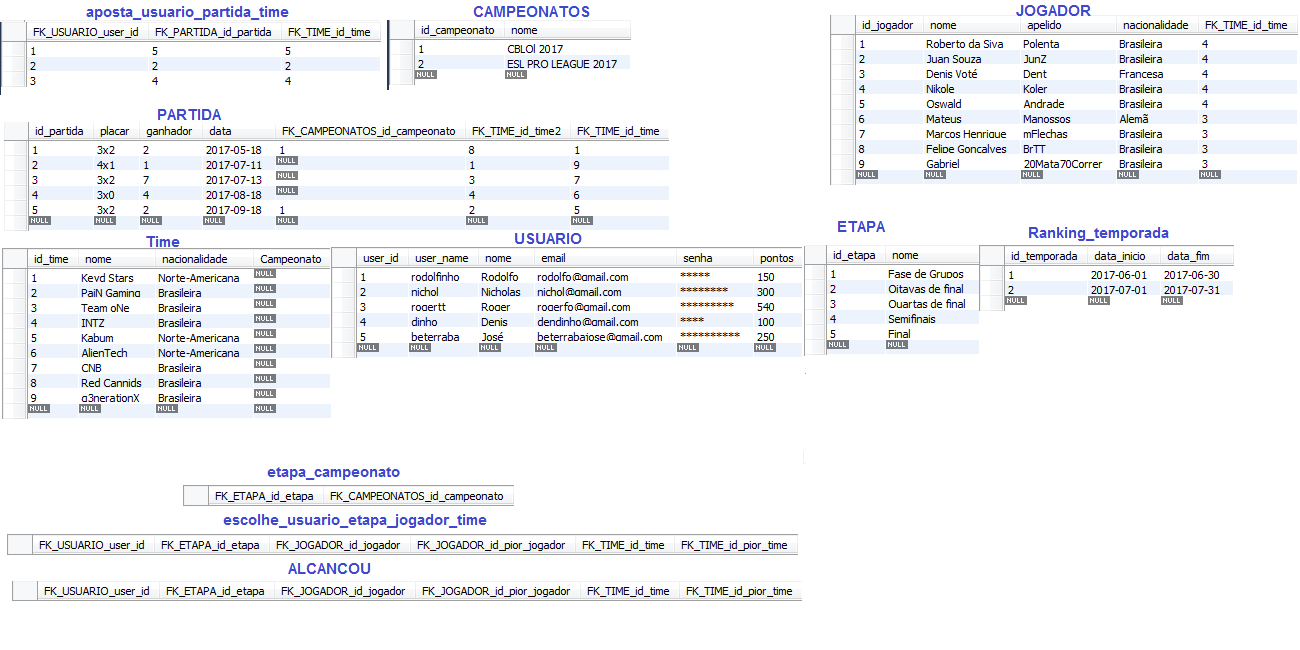 aposta_usuario_partida_time
FK_USUARIO_user_id FK_PARTIDA_id_partida FK_TIME_id_time
1 5 5
2 2 2
3 4 4
CAMPEONATOS
id_campeonato nome
1 CBLOl 2017
2 ESL PRO LEAGUE 2017
NULL NULL
JOGADOR
id_jogador nome apelido nacionalidade FK_TIME_id_time
1 Roberto da Siva Polenta Brasileira 4
2 Juan Souza JunZ Brasileira 4
3 Denis Voté Dent Francesa 4
4 Nikole Koler Brasileira 4
5 Oswald Andrade Brasileira 4
6 Mateus Manossos Alemã 3
7 Marcos Henrique mFlechas Brasileira 3
8 Felipe Goncalves BrTT Brasileira 3
9 Gabriel 20Mata70Correr Brasileira 3
NULL NULL NULL NULL NULL
PARTIDA
id_partida placar ganhador data FK_CAMPEONATOS_id_campeonato FK_TIME_id_time2 FK_TIME_id_time
1 3x2 2 2017-05-18 1 8 1
2 4x1 1 2017-07-11 NULL 1 9
3 3x2 7 2017-07-13 NULL 3 7
4 3x0 4 2017-08-18 NULL 4 6
5 3x2 2 2017-09-18 1 2 5
NULL NULL NULL NULL NULL NULL NULL
Time
id_time nome nacionalidade Campeonato
1 Keyd Stars Norte-Americana NULL
2 PaiN Gaming Brasileira NULL
3 Team oNe Brasileira NULL
4 INTZ Brasileira NULL
5 Kabum Norte-Americana NULL
6 AlienTech Norte-Americana NULL
7 CNB Brasileira NULL
8 Red Cannids Brasileira NULL
9 g3nerationX Brasileira NULL
NULL NULL NULL NULL
USUARIO
user_id user_name nome email senha pontos
1 rodolfinho Rodolfo rodolfo@gmail.com ***** 150
2 nichol Nicholas nichol@gmail.com ******** 300
3 rogertt Roger rogerfo@gmail.com ********* 540
4 dinho Denis dendinho@gmail.com **** 100
5 beterraba José beterrabajose@gmail.com ********** 250
NULL NULL NULL NULL NULL NULL
ETAPA
id_etapa nome
1 Fase de Grupos
2 Oitavas de final
3 Quartas de final
4 Semifinais
5 Final
NULL NULL
Ranking_temporada
id_temporada data_inicio data_fim
1 2017-06-01 2017-06-30
2 2017-07-01 2017-07-31
NULL NULL NULL
etapa_campeonato
FK_ETAPA_id_etapa FK_CAMPEONATOS_id_campeonato
escolhe_usuario_etapa_jogador_time
FK_USUARIO_user_id FK_ETAPA_id_etapa FK_JOGADOR_id_jogador FK_JOGADOR_id_pior_jogador FK_TIME_id_time FK_TIME_id_pior_time
ALCANCOU
FK_USUARIO_user_id FK_ETAPA_id_etapa FK_JOGADOR_id_jogador FK_JOGADOR_id_pior_jogador FK_TIME_id_time FK_TIME_id_pior_time